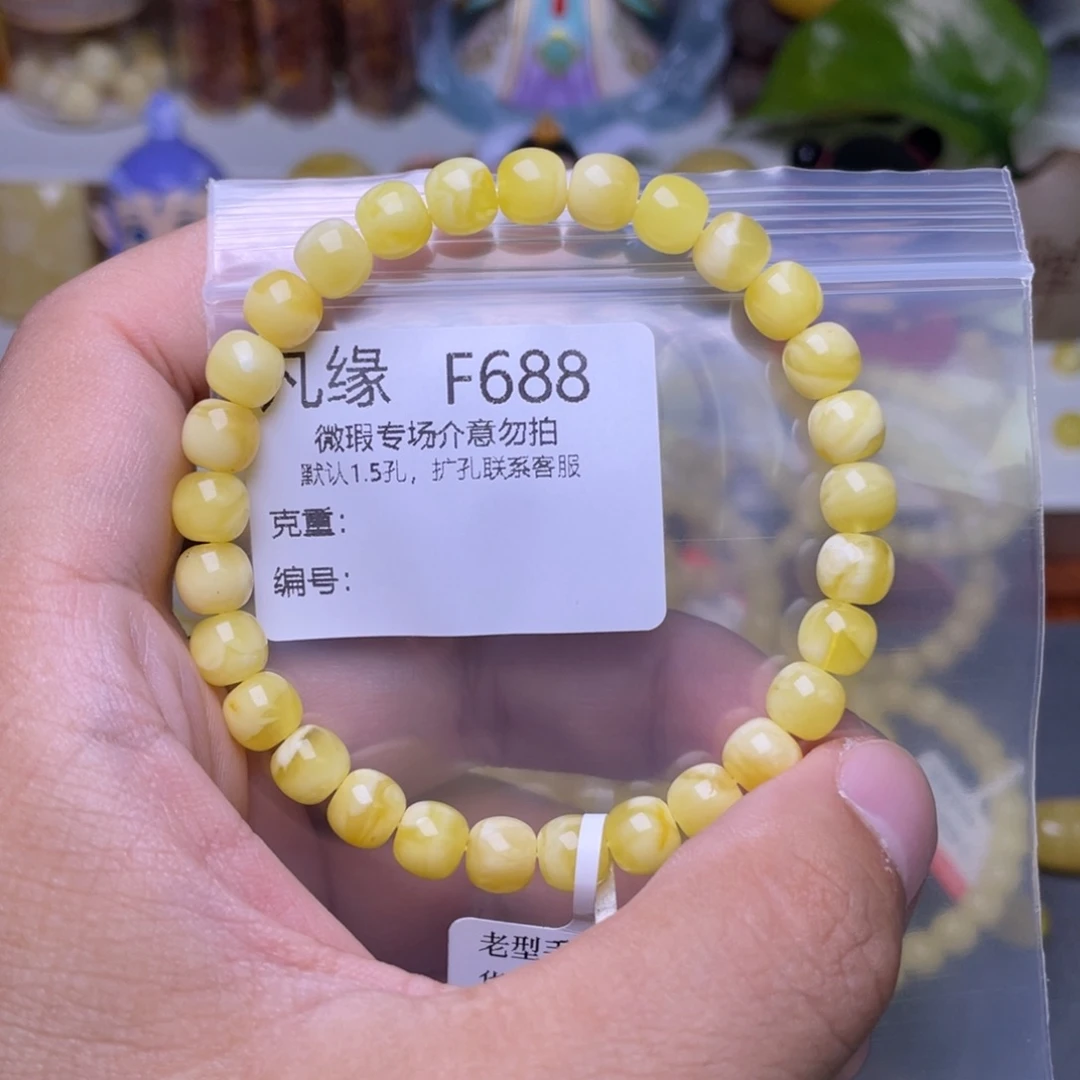 凡缘 F688
微瑕专场介意勿拍
默认1.5孔，扩孔联系客服
克重：
编号：
老型